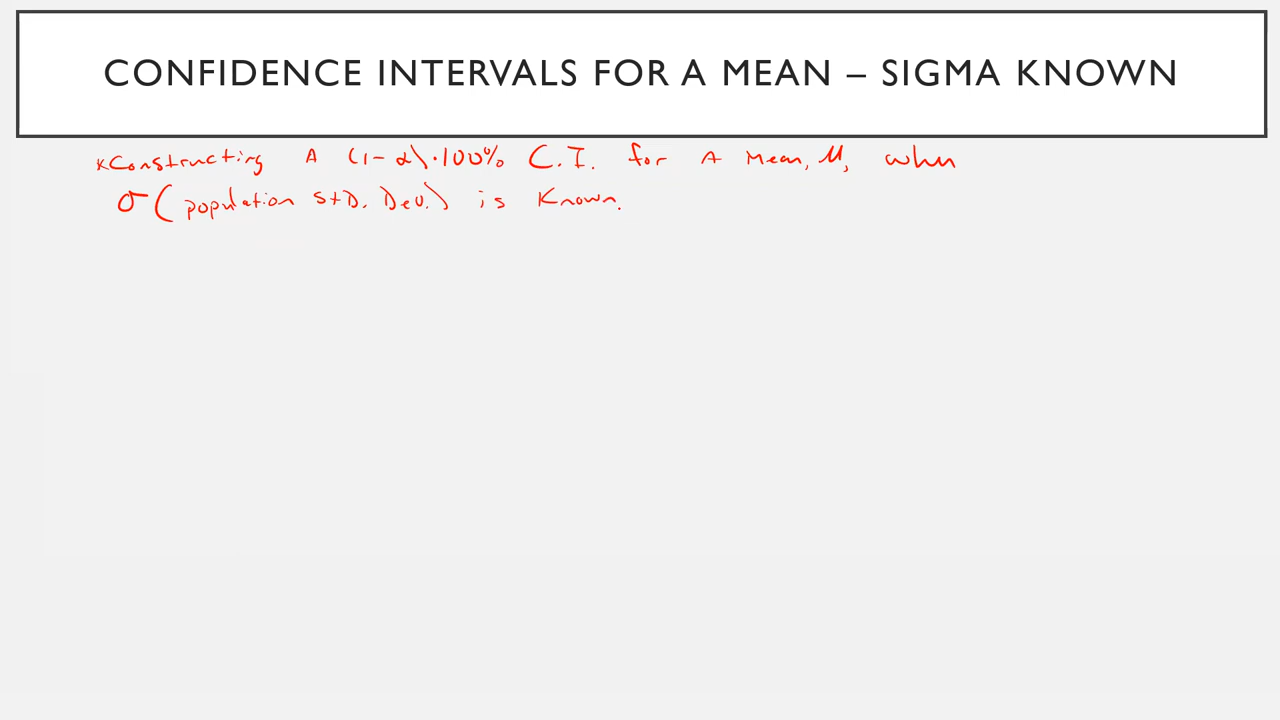 CONFIDENCE INTERVALS FOR A MEAN – SIGMA KNOWN
*Constructing A (1-α)·100% C.I. for A Mean, μ, when
σ (population StD. Dev.) is Known.